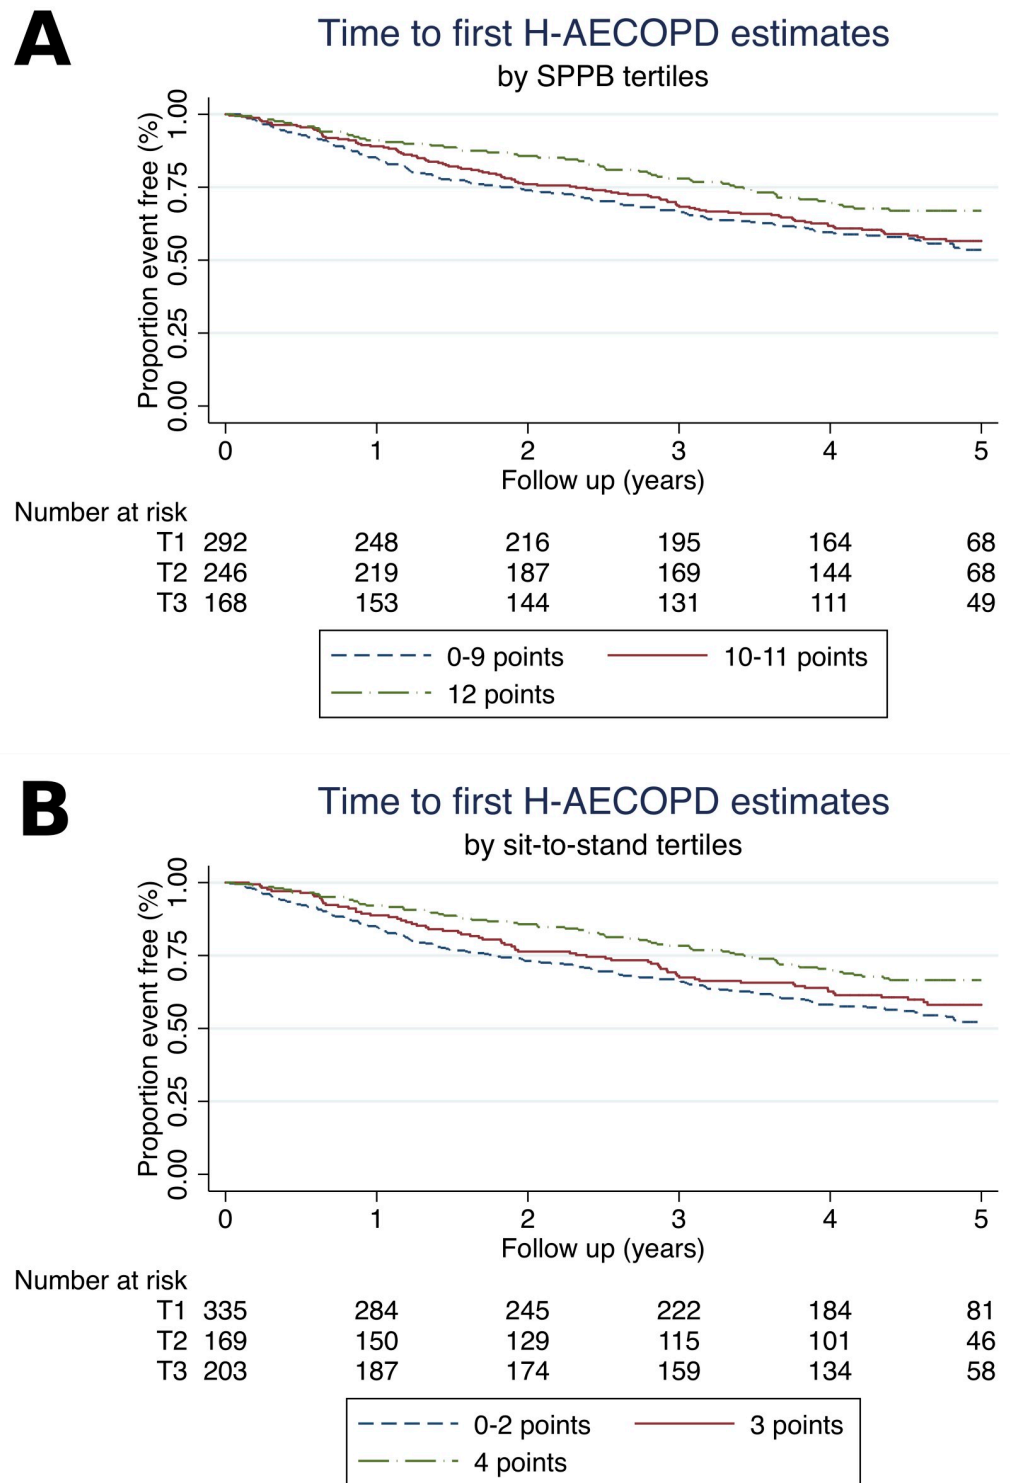 A
Time to first H-AECOPD estimates
by SPPB tertiles
Proportion event free (%)
1.00
0.75
0.50
0.25
0.00
0 1 2 3 4 5
Follow up (years)
Number at risk
T1 292 248 216 195 164 68
T2 246 219 187 169 144 68
T3 168 153 144 131 111 49
0-9 points 10-11 points
12 points
B
Time to first H-AECOPD estimates
by sit-to-stand tertiles
Proportion event free (%)
1.00
0.75
0.50
0.25
0.00
0 1 2 3 4 5
Follow up (years)
Number at risk
T1 335 284 245 222 184 81
T2 169 150 129 115 101 46
T3 203 187 174 159 134 58
0-2 points 3 points
4 points